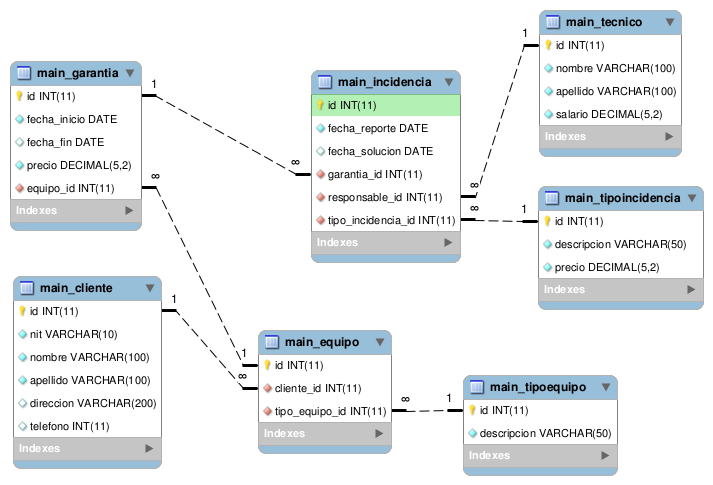 main_garantia
id INT(11)
fecha_inicio DATE
fecha_fin DATE
precio DECIMAL(5,2)
equipo_id INT(11)
Indexes
1
∞
main_incidencia
id INT(11)
fecha_reporte DATE
fecha_solucion DATE
garantia_id INT(11)
responsable_id INT(11)
tipo_incidencia_id INT(11)
Indexes
∞
∞
∞
main_tecnico
id INT(11)
nombre VARCHAR(100)
apellido VARCHAR(100)
salario DECIMAL(5,2)
Indexes
1
main_tipoincidencia
id INT(11)
descripcion VARCHAR(50)
precio DECIMAL(5,2)
Indexes
1
main_cliente
id INT(11)
nit VARCHAR(10)
nombre VARCHAR(100)
apellido VARCHAR(100)
direccion VARCHAR(200)
telefono INT(11)
Indexes
1
main_equipo
id INT(11)
cliente_id INT(11)
tipo_equipo_id INT(11)
Indexes
1
∞
∞
main_tipoequipo
id INT(11)
descripcion VARCHAR(50)
Indexes
1